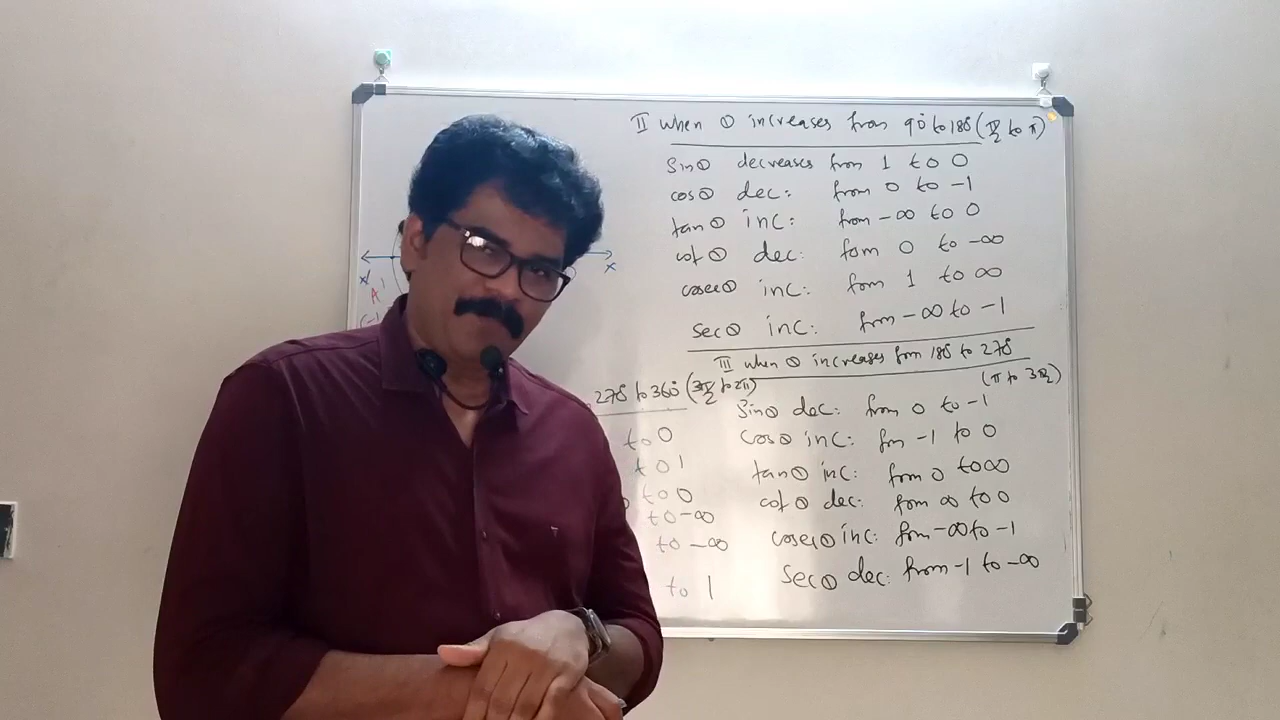 II When θ increases from 90° to 180° (π/2 to π)
sinθ decreases from 1 to 0
cosθ dec: from 0 to -1
tanθ inc: from -∞ to 0
cotθ dec: fom 0 to -∞
cosecθ inc: fom 1 to ∞
secθ inc: from -∞ to -1
III when θ increases from 180° to 270°
(π to 3π/2)
sinθ dec: from 0 to -1
cosθ inc: fm -1 to 0
tanθ inc: from 0 to ∞
cotθ dec: from ∞ to 0
cosecθ inc: from -∞ to -1
secθ dec: from -1 to -∞
270° to 360° (3π/2 to 2π)
to 0
to 1
to 0
to -∞
to -∞
to 1
X'
X
A'
(-1